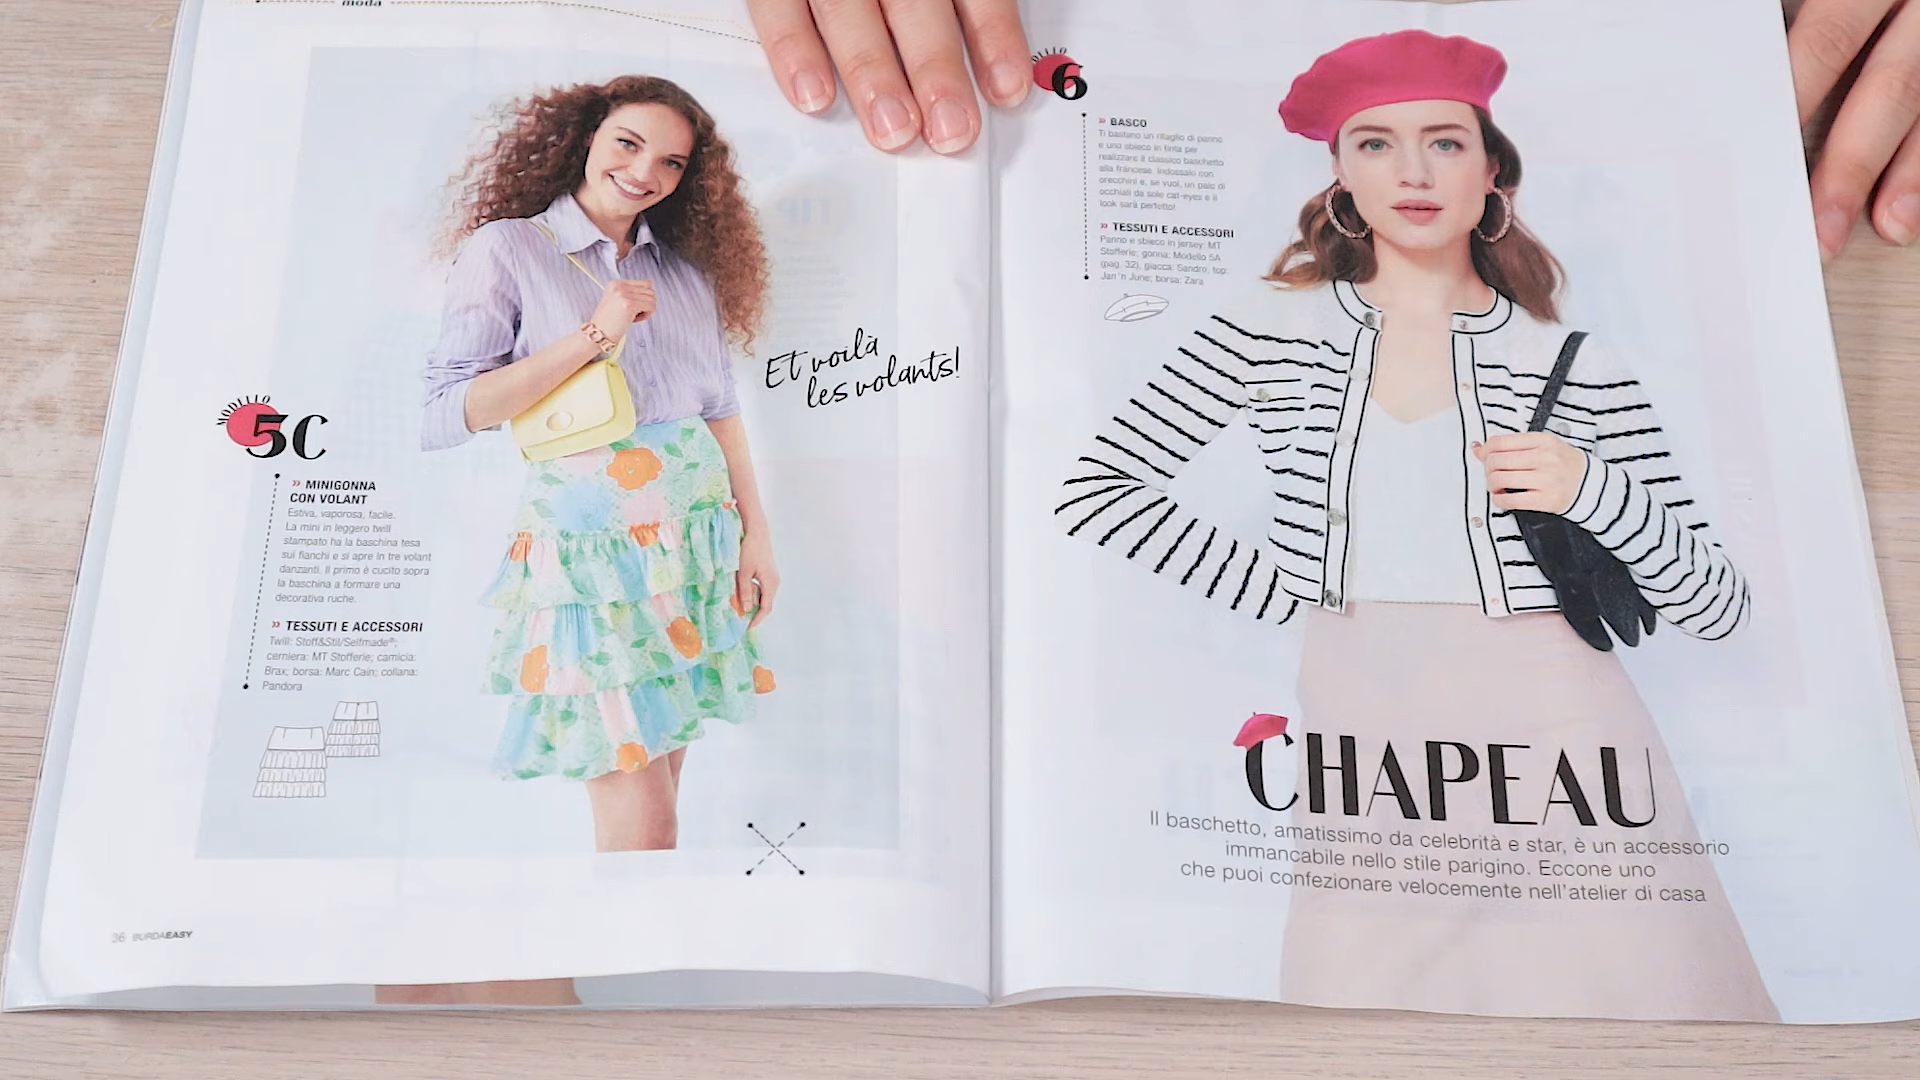 moda
MODELLO
5C
» MINIGONNA
CON VOLANT
Estiva, vaporosa, facile.
La mini in leggero twill
stampato ha la baschina tesa
sui fianchi e si apre in tre volant
danzanti. Il primo è cucito sopra
la baschina a formare una
decorativa ruche.
» TESSUTI E ACCESSORI
Twill: Stoff&Stil/Selfmade®;
cerniera: MT Stofferie; camicia:
Brax; borsa: Marc Cain; collana:
Pandora
Et voilà
les volants!
36 BURDAEASY
6
» BASCO
Ti bastano un ritaglio di panno
e uno sbieco in tinta per
realizzare il classico baschetto
alla francese. Indossalo con
orecchini e, se vuoi, un paio di
occhiali da sole cat-eyes e il
look sarà perfetto!
» TESSUTI E ACCESSORI
Panno e sbieco in jersey: MT
Stofferie; gonna: Modello 5A
(pag. 32), giacca: Sandro; top:
Jan 'n June; borsa: Zara
CHAPEAU
Il baschetto, amatissimo da celebrità e star, è un accessorio
immancabile nello stile parigino. Eccone uno
che puoi confezionare velocemente nell'atelier di casa